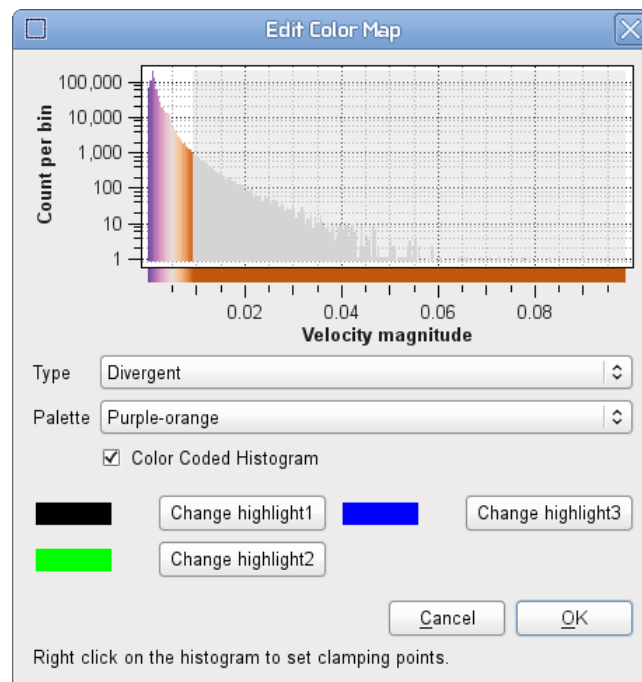 Edit Color Map
Count per bin
100,000
10,000
1,000
100
10
1
0.02 0.04 0.06 0.08
Velocity magnitude
Type Divergent
Palette Purple-orange
Color Coded Histogram
Change highlight1 Change highlight3
Change highlight2
Cancel OK
Right click on the histogram to set clamping points.